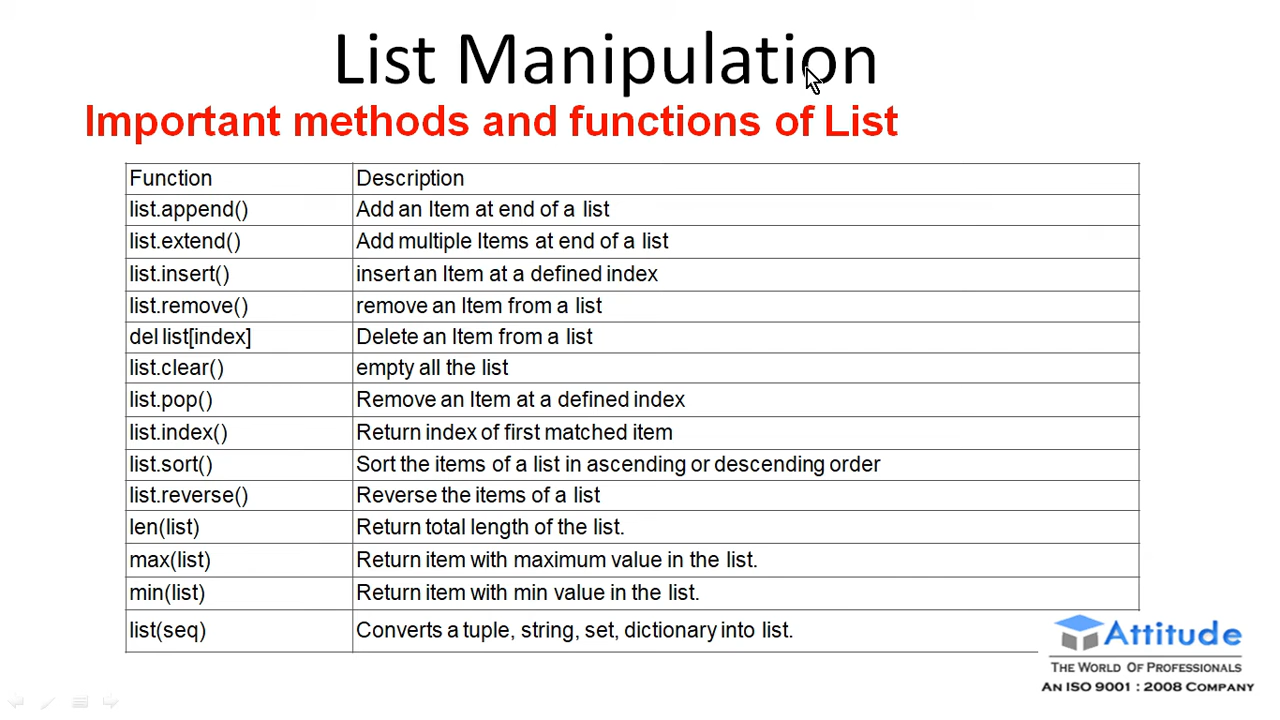 List Manipulation
Important methods and functions of List
Function Description
list.append() Add an Item at end of a list
list.extend() Add multiple Items at end of a list
list.insert() insert an Item at a defined index
list.remove() remove an Item from a list
del list[index] Delete an Item from a list
list.clear() empty all the list
list.pop() Remove an Item at a defined index
list.index() Return index of first matched item
list.sort() Sort the items of a list in ascending or descending order
list.reverse() Reverse the items of a list
len(list) Return total length of the list.
max(list) Return item with maximum value in the list.
min(list) Return item with min value in the list.
list(seq) Converts a tuple, string, set, dictionary into list.
Attitude
THE WORLD OF PROFESSIONALS
AN ISO 9001 : 2008 COMPANY